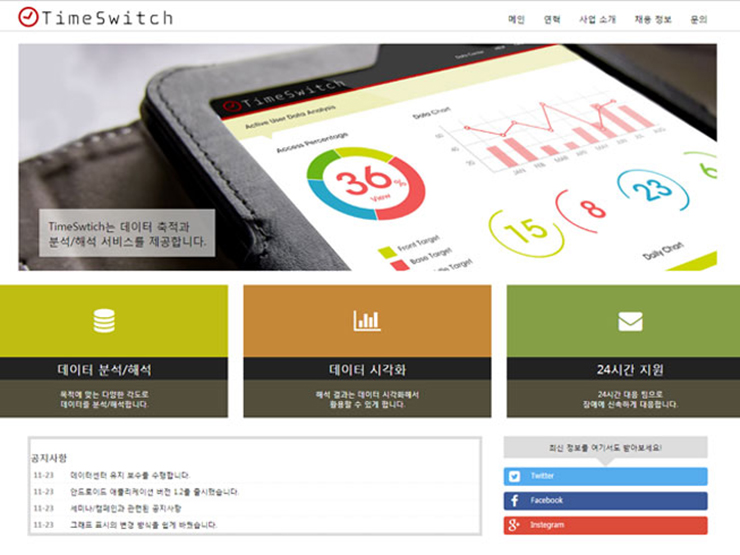 TimeSwitch
메인 연혁 사업 소개 채용 정보 문의
TimeSwitch
Active User Data Analysis
Access Percentage
Data Chart
36%
View
Front Target
Base Target
15
8
23
6
Daily Chart
TimeSwtich는 데이터 축적과
분석/해석 서비스를 제공합니다.
데이터 분석/해석
목적에 맞는 다양한 각도로
데이터를 분석/해석합니다.
데이터 시각화
해석 결과는 데이터 시각화해서
활용할 수 있게 합니다.
24시간 지원
24시간 대응 팀으로
장애에 신속하게 대응합니다.
공지사항
11-23 데이터센터 유지 보수를 수행합니다.
11-23 안드로이드 애플리케이션 버전 1.2를 출시했습니다.
11-23 세미나/캠페인과 관련된 공지사항
11-23 그래프 표시의 변경 방식을 쉽게 바꿨습니다.
최신 정보를 여기서도 받아보세요!
Twitter
Facebook
Instegram